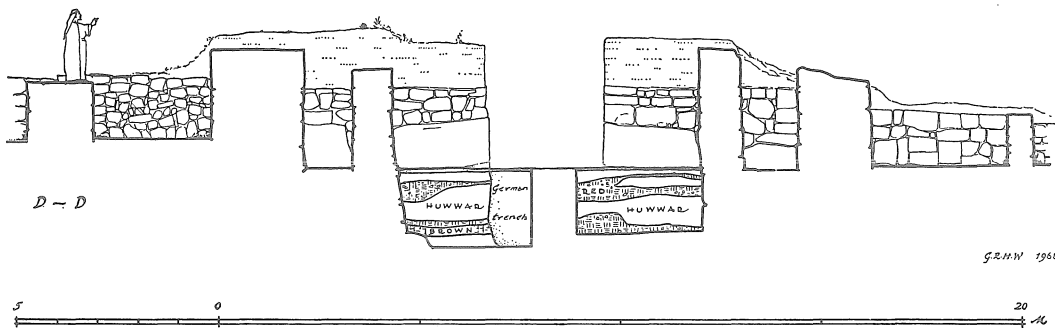 German
RED
HUWWAR
HUWWAR
trench
BROWN
D – D
G.R.H.W 1960
5 0 20 M